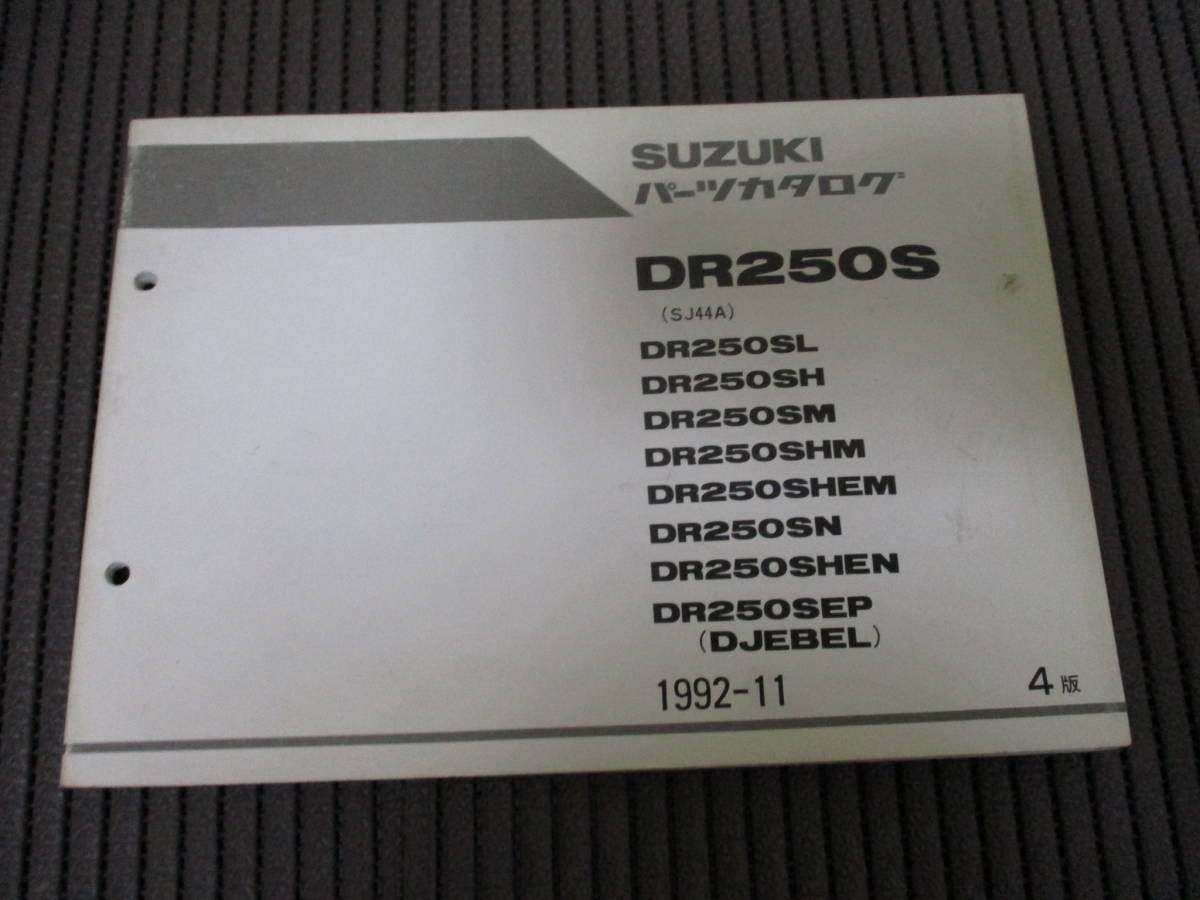 SUZUKI
パーツカタログ
DR250S
(SJ44A)
DR250SL
DR250SH
DR250SM
DR250SHM
DR250SHEM
DR250SN
DR250SHEN
DR250SEP
(DJEBEL)
1992-11
4版